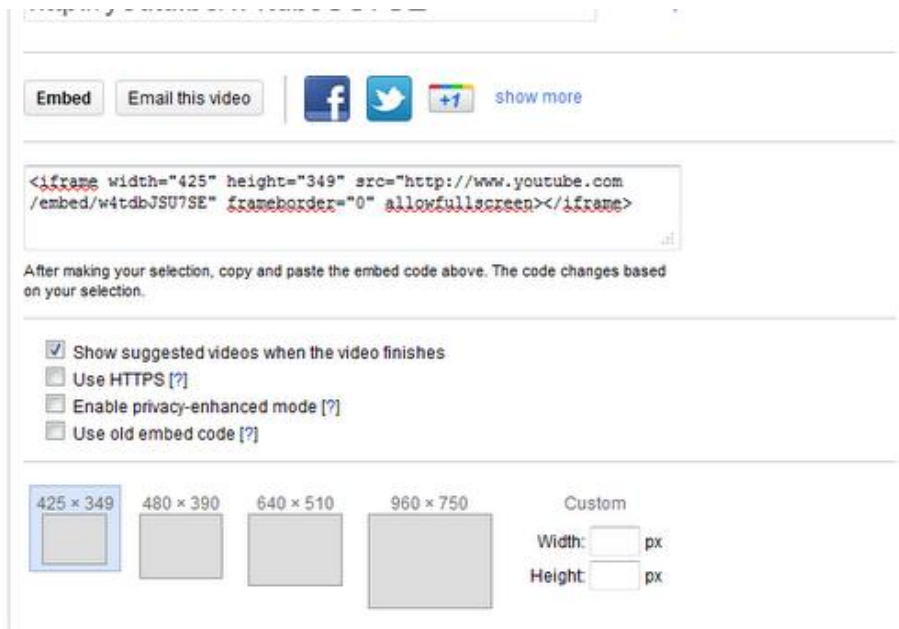 Embed Email this video f +1 show more
<iframe width="425" height="349" src="http://www.youtube.com
/embed/w4tdbJSU7SE" frameborder="0" allowfullscreen></iframe>
After making your selection, copy and paste the embed code above. The code changes based
on your selection.
Show suggested videos when the video finishes
Use HTTPS [?]
Enable privacy-enhanced mode [?]
Use old embed code [?]
425 × 349 480 × 390 640 × 510 960 × 750 Custom
Width: px
Height: px